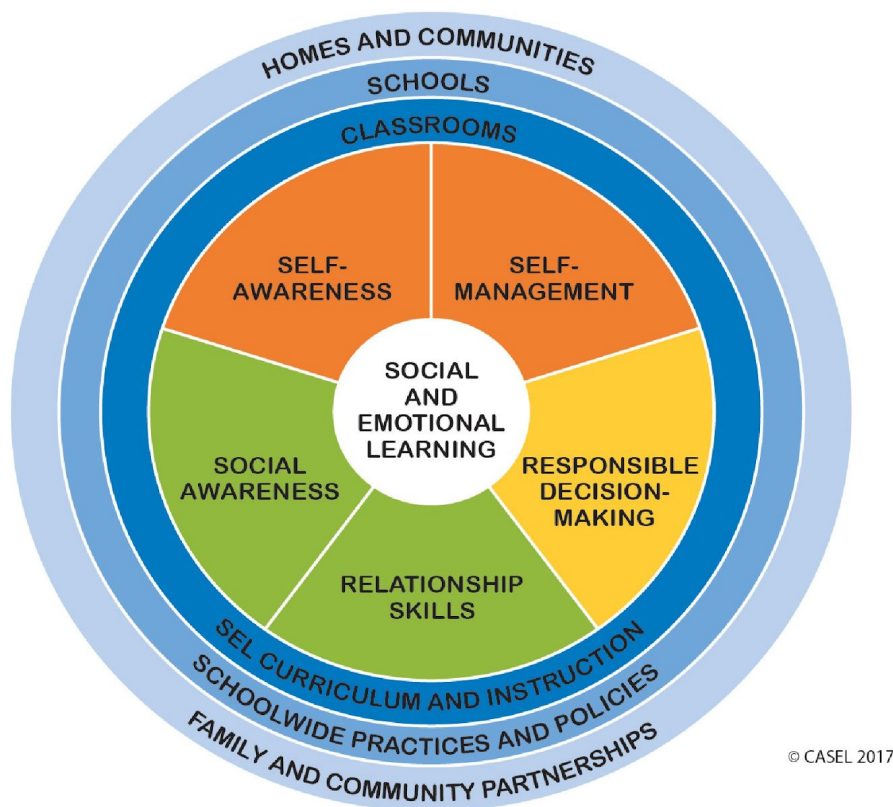 HOMES AND COMMUNITIES
SCHOOLS
CLASSROOMS
SELF-
AWARENESS
SELF-
MANAGEMENT
SOCIAL
AND
EMOTIONAL
LEARNING
SOCIAL
AWARENESS
RESPONSIBLE
DECISION-
MAKING
RELATIONSHIP
SKILLS
SEL CURRICULUM AND INSTRUCTION
SCHOOLWIDE PRACTICES AND POLICIES
FAMILY AND COMMUNITY PARTNERSHIPS
© CASEL 2017